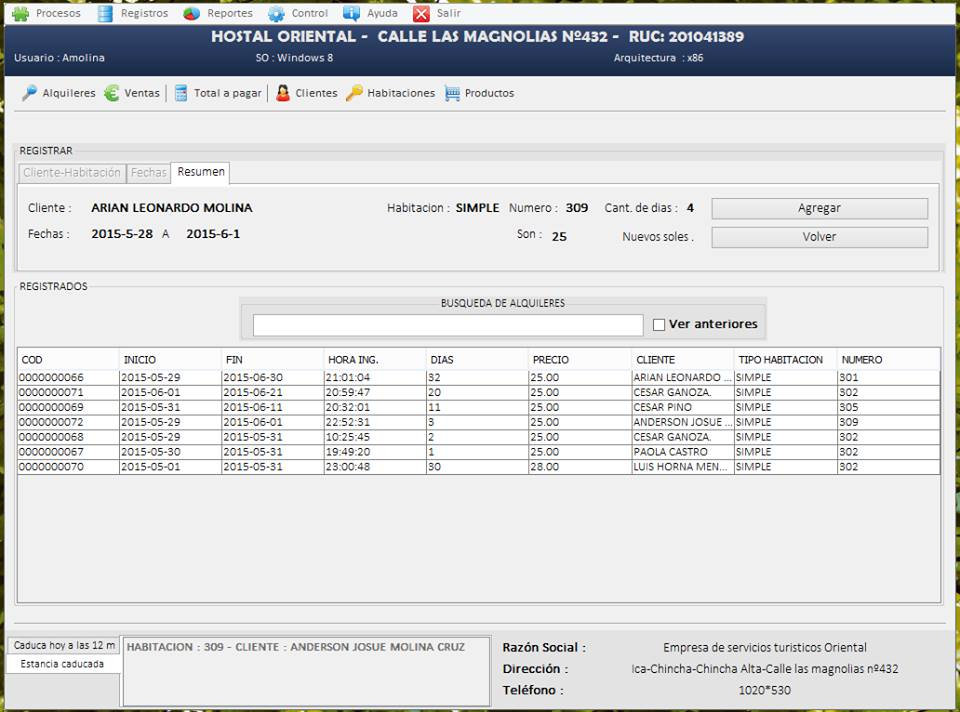 Procesos Registros Reportes Control Ayuda Salir
HOSTAL ORIENTAL - CALLE LAS MAGNOLIAS Nº432 - RUC: 201041389
Usuario : Amolina SO : Windows 8 Arquitectura : x86
Alquileres Ventas Total a pagar Clientes Habitaciones Productos
REGISTRAR
Cliente-Habitación Fechas Resumen
Cliente : ARIAN LEONARDO MOLINA Habitacion : SIMPLE Numero : 309 Cant. de dias : 4 Agregar
Fechas : 2015-5-28 A 2015-6-1 Son : 25 Nuevos soles . Volver
REGISTRADOS
BUSQUEDA DE ALQUILERES
Ver anteriores
COD INICIO FIN HORA ING. DIAS PRECIO CLIENTE TIPO HABITACION NUMERO
0000000066 2015-05-29 2015-06-30 21:01:04 32 25.00 ARIAN LEONARDO ... SIMPLE 301
0000000071 2015-06-01 2015-06-21 20:59:47 20 25.00 CESAR GANOZA. SIMPLE 302
0000000069 2015-05-31 2015-06-11 20:32:01 11 25.00 CESAR PINO SIMPLE 305
0000000072 2015-05-29 2015-06-01 22:52:31 3 25.00 ANDERSON JOSUE ... SIMPLE 309
0000000068 2015-05-29 2015-05-31 10:25:45 2 25.00 CESAR GANOZA. SIMPLE 302
0000000067 2015-05-30 2015-05-31 19:49:20 1 25.00 PAOLA CASTRO SIMPLE 302
0000000070 2015-05-01 2015-05-31 23:00:48 30 28.00 LUIS HORNA MEN... SIMPLE 302
Caduca hoy a las 12 m
Estancia caducada
HABITACION : 309 - CLIENTE : ANDERSON JOSUE MOLINA CRUZ
Razón Social : Empresa de servicios turisticos Oriental
Dirección : Ica-Chincha-Chincha Alta-Calle las magnolias nº432
Teléfono : 1020*530